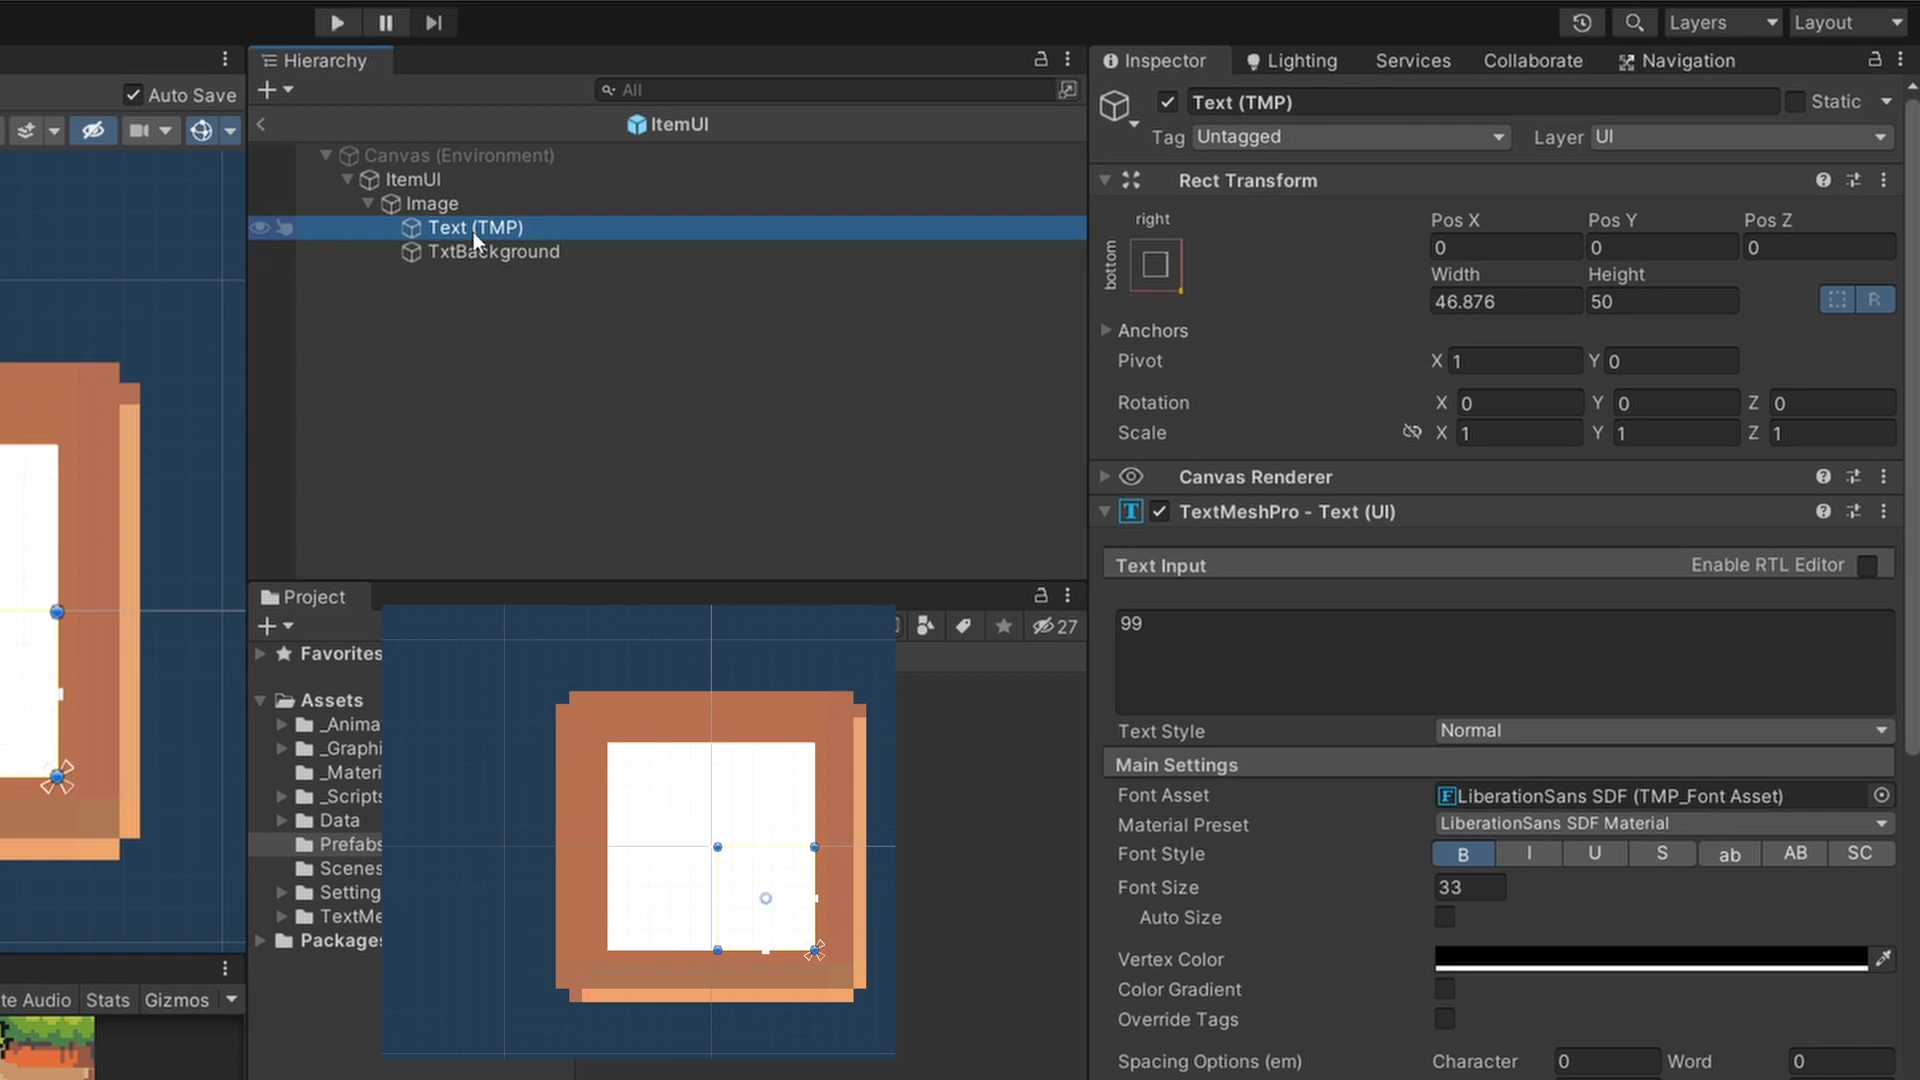 Layers
Layout
Hierarchy
Inspector
Lighting
Services
Collaborate
Navigation
Auto Save
All
ItemUI
Text (TMP)
Static
Tag Untagged
Layer UI
Canvas (Environment)
ItemUI
Image
Text (TMP)
TxtBackground
Rect Transform
right
bottom
Pos X Pos Y Pos Z
0 0 0
Width Height
46.876 50
R
Anchors
Pivot X 1 Y 0
Rotation X 0 Y 0 Z 0
Scale X 1 Y 1 Z 1
Canvas Renderer
TextMeshPro - Text (UI)
Text Input Enable RTL Editor
99
Text Style Normal
Main Settings
Font Asset F LiberationSans SDF (TMP_Font Asset)
Material Preset LiberationSans SDF Material
Font Style B I U S ab AB SC
Font Size 33
Auto Size
Vertex Color
Color Gradient
Override Tags
Spacing Options (em) Character 0 Word 0
Project
27
Favorites
Assets
_Anima
_Graphi
_Materi
_Scripts
Data
Prefabs
Scenes
Setting
TextMe
Packages
te Audio Stats Gizmos